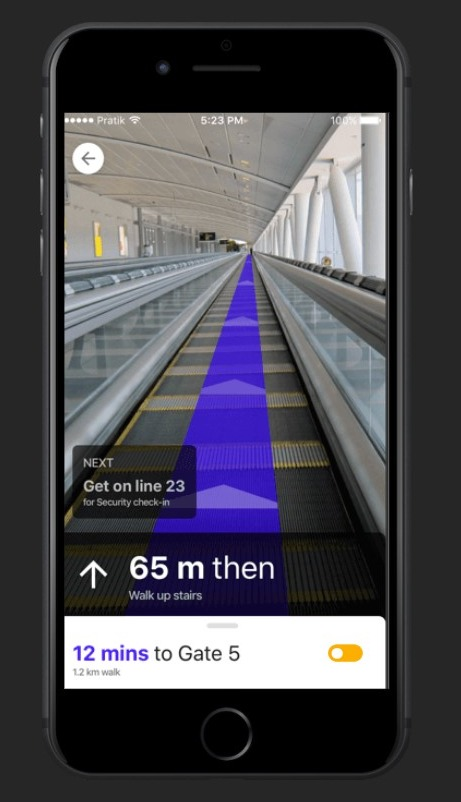 Pratik
5:23 PM
100%
NEXT
Get on line 23
for Security check-in
65 m then
Walk up stairs
12 mins to Gate 5
1.2 km walk